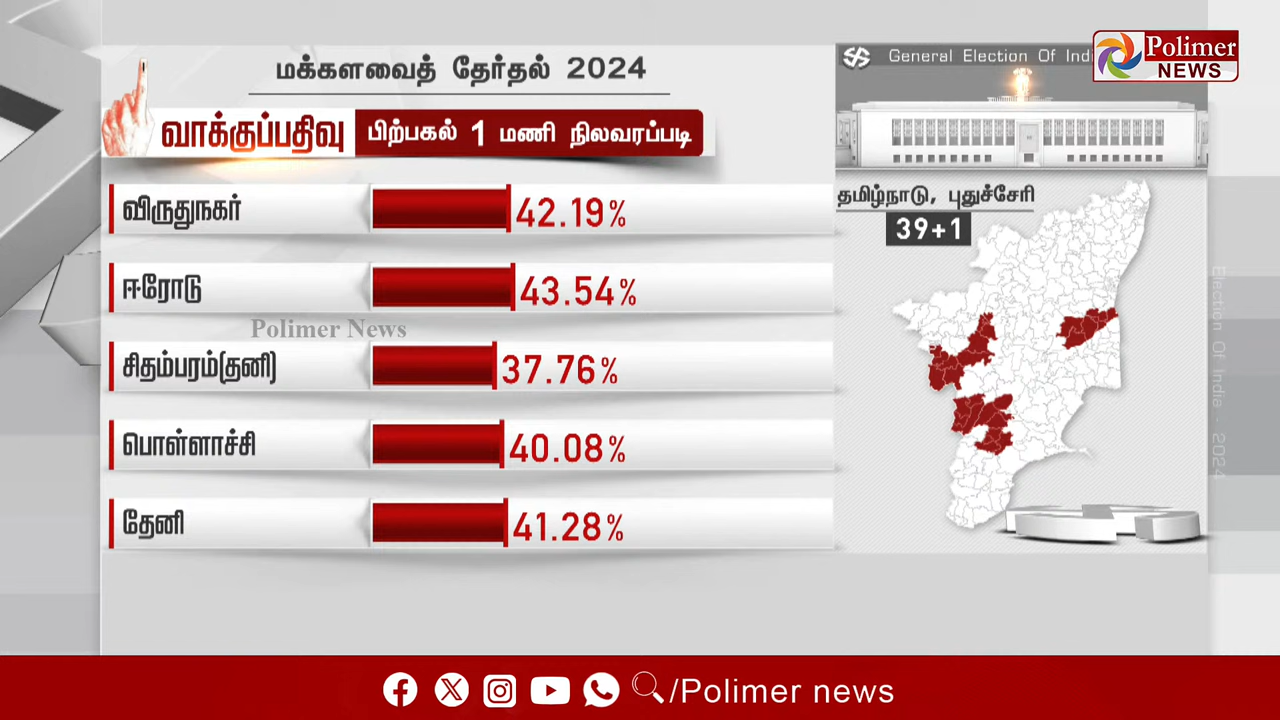 மக்களவைத் தேர்தல் 2024
வாக்குப்பதிவு பிற்பகல் 1 மணி நிலவரப்படி
விருதுநகர் 42.19%
ஈரோடு 43.54%
Polimer News
சிதம்பரம்(தனி) 37.76%
பொள்ளாச்சி 40.08%
தேனி 41.28%
General Election Of Indi
Polimer
NEWS
தமிழ்நாடு, புதுச்சேரி
39+1
Election Of India - 2024
/Polimer news